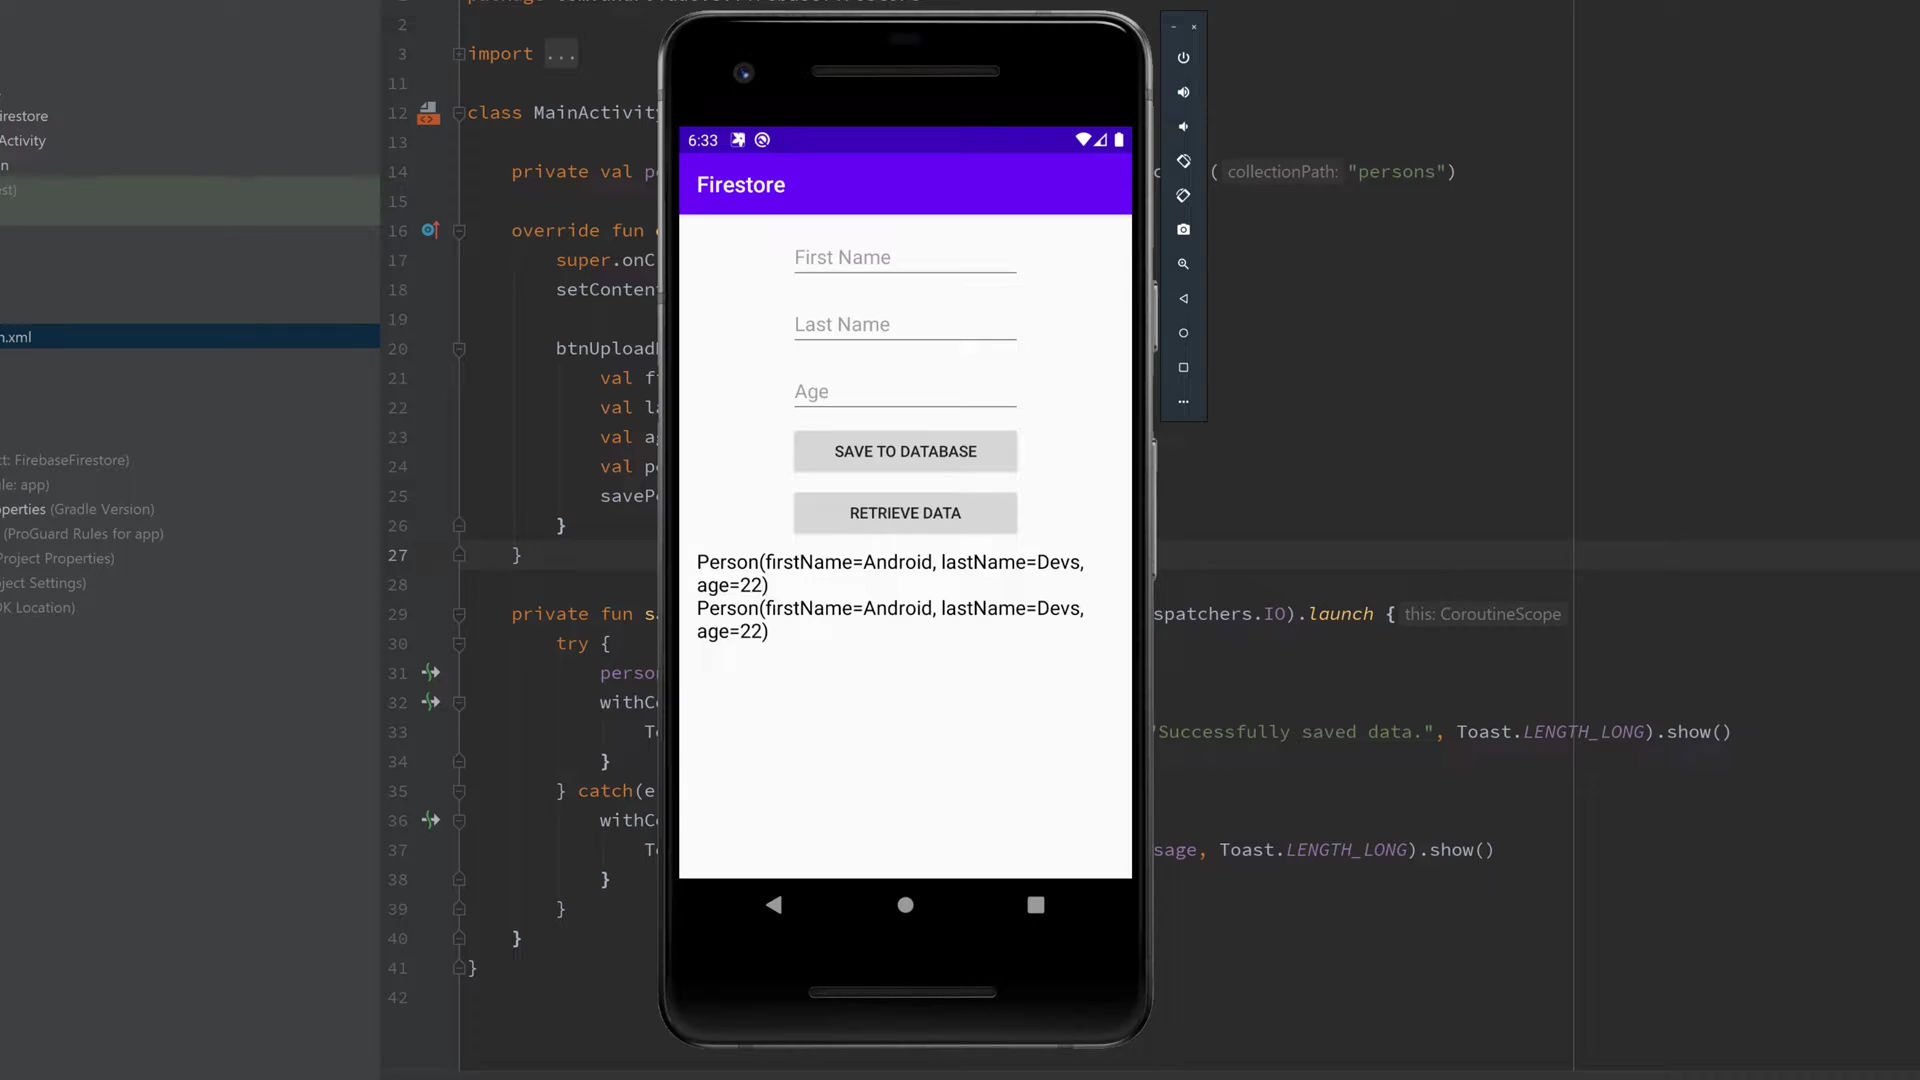 2
3 import ...
11
irestore
12 class MainActivity
Activity
13
14 private val p ( collectionPath: "persons")
est)
15
16 override fun
17 super.onC
18 setConten
19
n.xml
20 btnUpload
21 val f
22 val l
23 val a
ct: FirebaseFirestore)
24 val p
le: app)
25 saveP
operties (Gradle Version)
26 }
(ProGuard Rules for app)
27 }
Project Properties)
28
ject Settings)
DK Location)
29 private fun s spatchers.IO).launch { this: CoroutineScope
30 try {
31 perso
32 withC
33 T "Successfully saved data.", Toast.LENGTH_LONG).show()
34 }
35 } catch(e
36 withC
37 T sage, Toast.LENGTH_LONG).show()
38 }
39 }
40 }
41 }
42
6:33
Firestore
First Name
Last Name
Age
SAVE TO DATABASE
RETRIEVE DATA
Person(firstName=Android, lastName=Devs,
age=22)
Person(firstName=Android, lastName=Devs,
age=22)